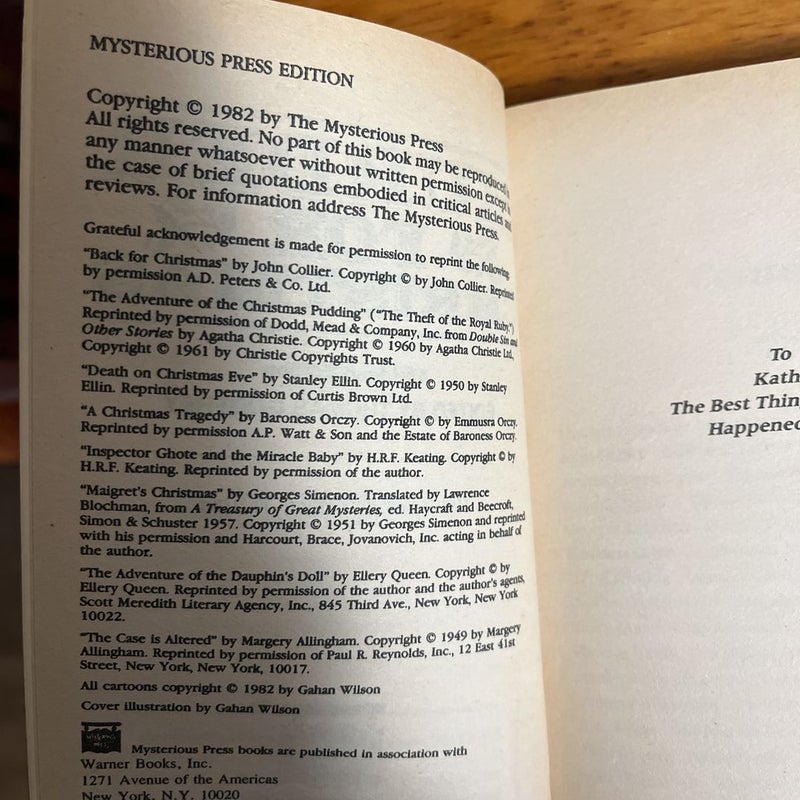 MYSTERIOUS PRESS EDITION
Copyright © 1982 by The Mysterious Press
All rights reserved. No part of this book may be reproduced in
any manner whatsoever without written permission except in
the case of brief quotations embodied in critical articles and
reviews. For information address The Mysterious Press.
Grateful acknowledgement is made for permission to reprint the following:
"Back for Christmas" by John Collier. Copyright © by John Collier. Reprinted
by permission A.D. Peters & Co. Ltd.
"The Adventure of the Christmas Pudding" ("The Theft of the Royal Ruby.")
Reprinted by permission of Dodd, Mead & Company, Inc. from Double Sin and
Other Stories by Agatha Christie. Copyright © 1960 by Agatha Christie Ltd.,
Copyright © 1961 by Christie Copyrights Trust.
"Death on Christmas Eve" by Stanley Ellin. Copyright © 1950 by Stanley
Ellin. Reprinted by permission of Curtis Brown Ltd.
"A Christmas Tragedy" by Baroness Orczy. Copyright © by Emmusra Orczy.
Reprinted by permission A.P. Watt & Son and the Estate of Baroness Orczy.
"Inspector Ghote and the Miracle Baby" by H.R.F. Keating. Copyright © by
H.R.F. Keating. Reprinted by permission of the author.
"Maigret's Christmas" by Georges Simenon. Translated by Lawrence
Blochman, from A Treasury of Great Mysteries, ed. Haycraft and Beecroft,
Simon & Schuster 1957. Copyright © 1951 by Georges Simenon and reprinted
with his permission and Harcourt, Brace, Jovanovich, Inc. acting in behalf of
the author.
"The Adventure of the Dauphin's Doll" by Ellery Queen. Copyright © by
Ellery Queen. Reprinted by permission of the author and the author's agents,
Scott Meredith Literary Agency, Inc., 845 Third Ave., New York, New York
10022.
"The Case is Altered" by Margery Allingham. Copyright © 1949 by Margery
Allingham. Reprinted by permission of Paul R. Reynolds, Inc., 12 East 41st
Street, New York, New York, 10017.
All cartoons copyright © 1982 by Gahan Wilson
Cover illustration by Gahan Wilson
Mysterious Press books are published in association with
Warner Books, Inc.
1271 Avenue of the Americas
New York, N.Y. 10020
To
Kath
The Best Thin
Happened